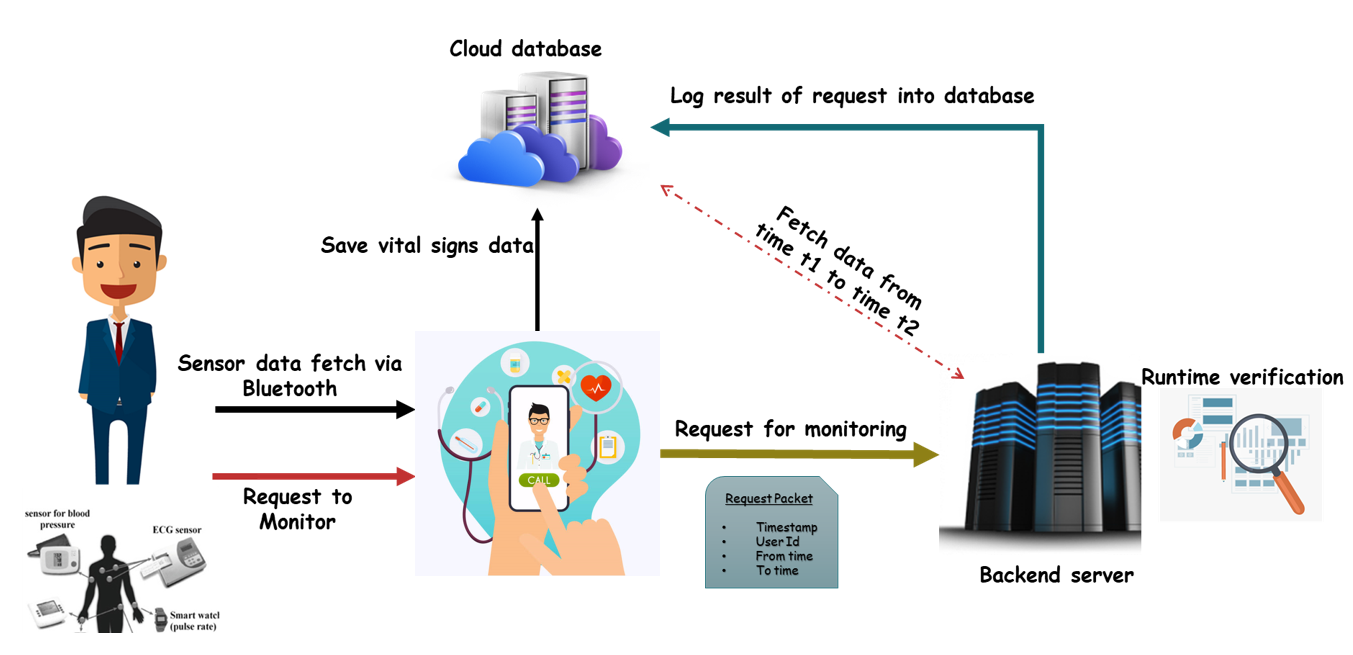 Cloud database
Log result of request into database
Save vital signs data
Fetch data from
time t1 to time t2
Sensor data fetch via
Bluetooth
Runtime verification
Request for monitoring
CALL
Request to
Monitor
Request Packet
• Timestamp
• User Id
• From time
• To time
sensor for blood
pressure
ECG sensor
Smart watcl
(pulse rate)
Backend server